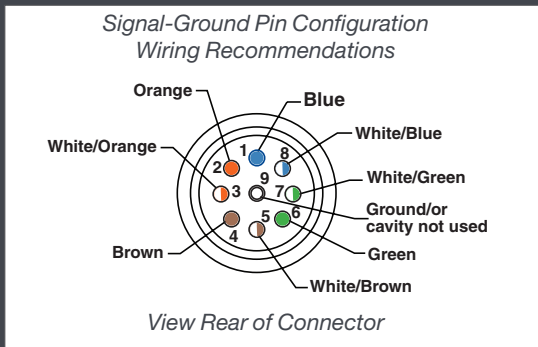 Signal-Ground Pin Configuration
Wiring Recommendations
Orange
Blue
White/Orange
White/Blue
1
8
2
9
White/Green
3
7
Ground/or
cavity not used
4
5
6
Brown
Green
White/Brown
View Rear of Connector